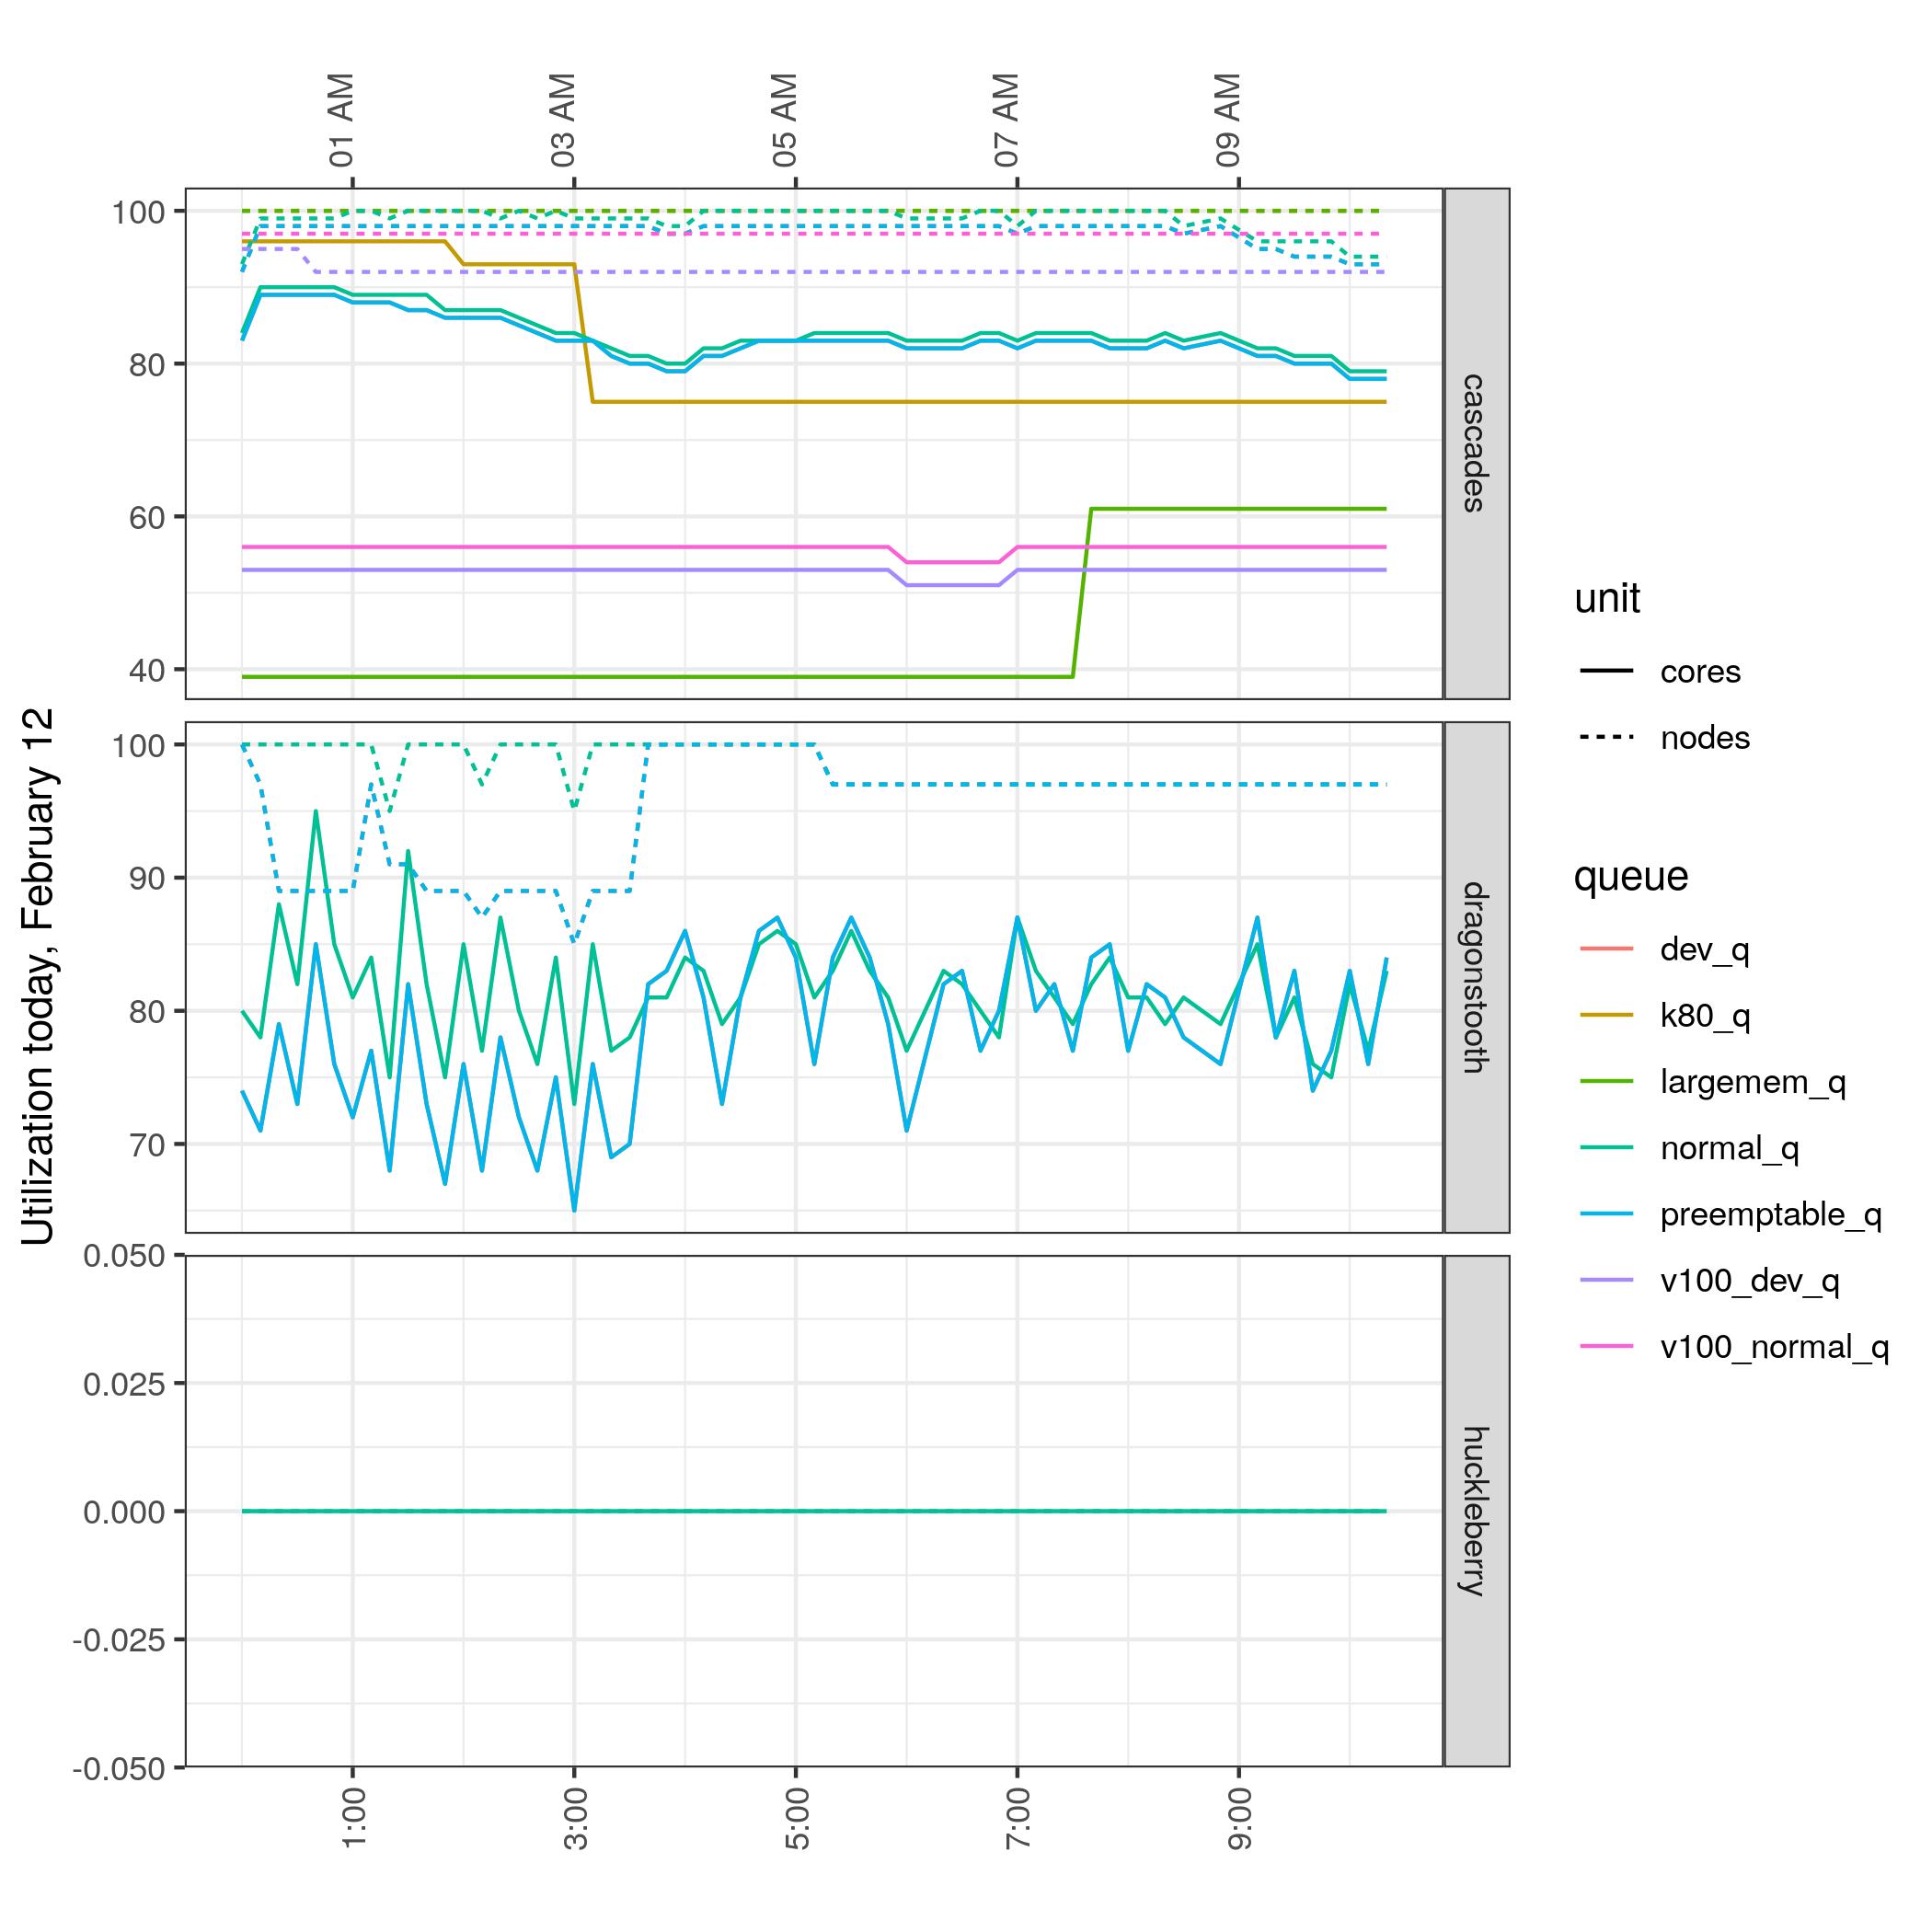 01 AM
03 AM
05 AM
07 AM
09 AM
Utilization today, February 12
100
80
60
40
cascades
100
90
80
70
dragonstooth
0.050
0.025
0.000
-0.025
-0.050
huckleberry
1:00
3:00
5:00
7:00
9:00
unit
cores
nodes
queue
dev_q
k80_q
largemem_q
normal_q
preemptable_q
v100_dev_q
v100_normal_q